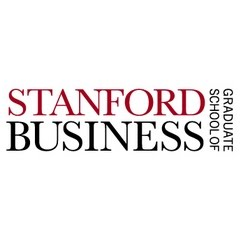 STANFORD
BUSINESS
GRADUATE
SCHOOL OF